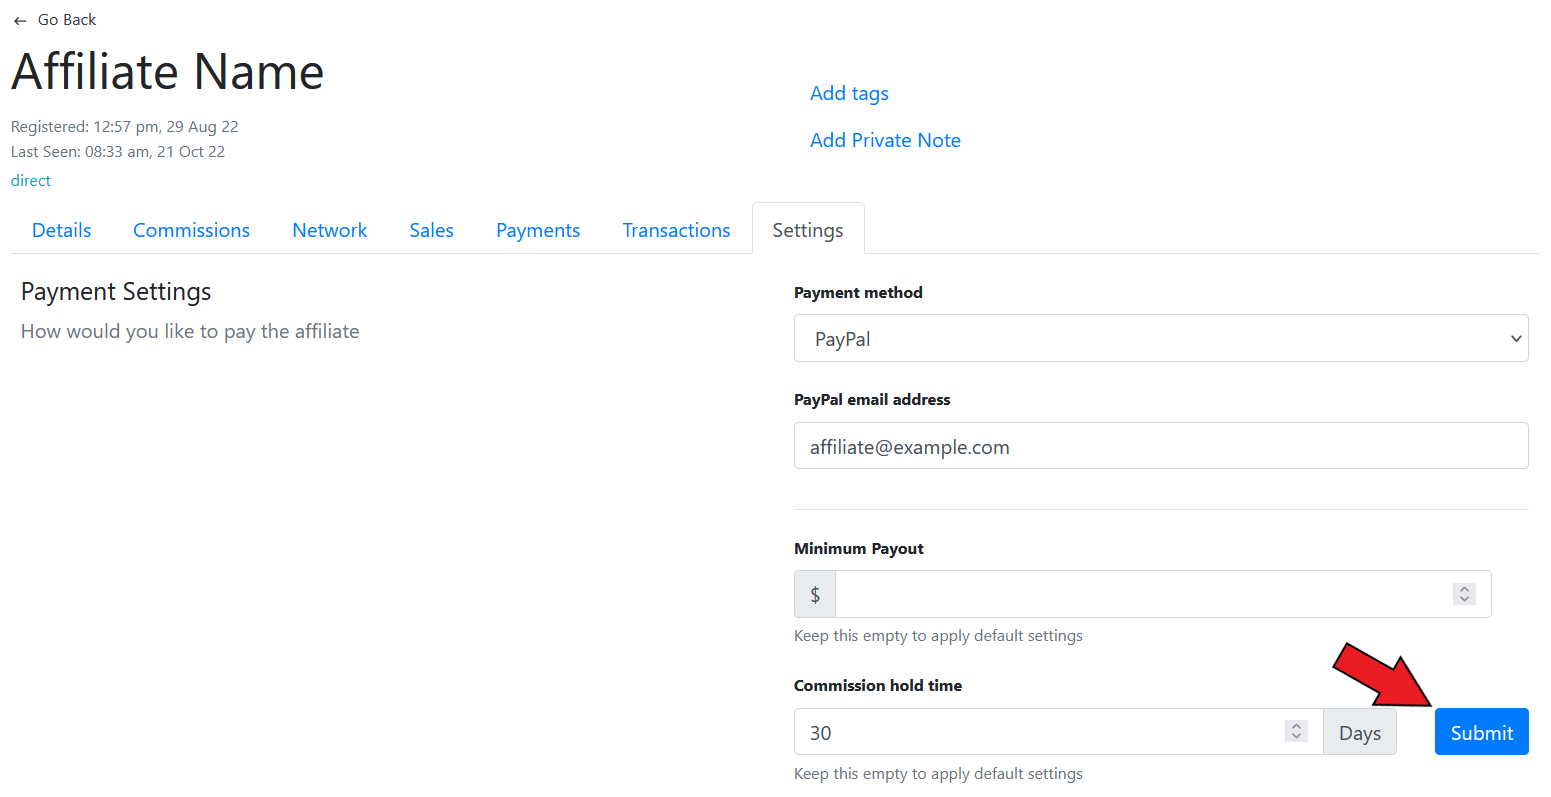 ← Go Back
Affiliate Name
Registered: 12:57 pm, 29 Aug 22
Last Seen: 08:33 am, 21 Oct 22
direct
Add tags
Add Private Note
Details Commissions Network Sales Payments Transactions Settings
Payment Settings
How would you like to pay the affiliate
Payment method
PayPal
PayPal email address
affiliate@example.com
Minimum Payout
$
Keep this empty to apply default settings
Commission hold time
30 Days Submit
Keep this empty to apply default settings